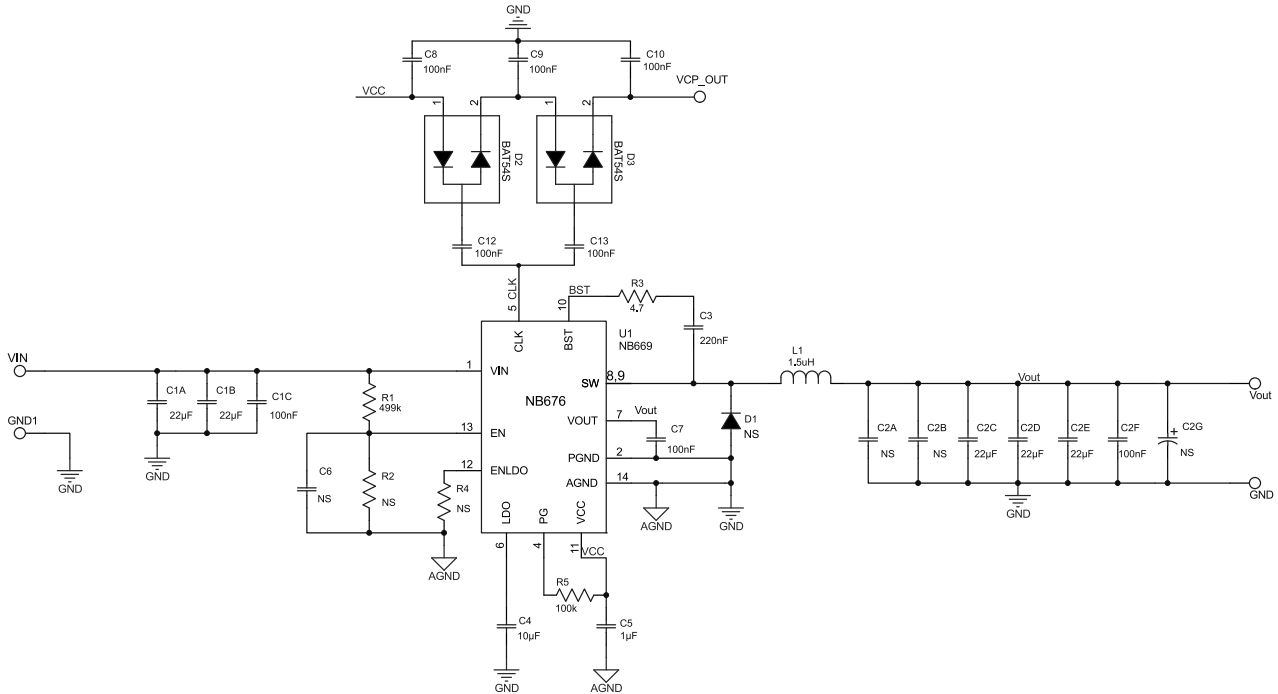 GND
C8
100nF
C9
100nF
C10
100nF
VCP_OUT
VCC
1
2
1
2
D2
BAT54S
D3
BAT54S
C12
100nF
C13
100nF
5 CLK
10
BST
R3
4.7
C3
220nF
U1
NB669
CLK
BST
VIN
1
VIN
8,9
SW
L1
1.5uH
C1A
22µF
C1B
22µF
C1C
100nF
R1
499k
NB676
GND1
GND
GND
13
EN
VOUT
7
Vout
C7
100nF
D1
NS
Vout
Vout
C2A
NS
C2B
NS
C2C
22µF
C2D
22µF
C2E
22µF
C2F
100nF
+
C2G
NS
C6
NS
R2
NS
12
ENLDO
R4
NS
PGND
2
AGND
14
AGND
GND
GND
GND
LDO
PG
VCC
6
4
11
VCC
AGND
R5
100k
C4
10µF
C5
1µF
GND
AGND